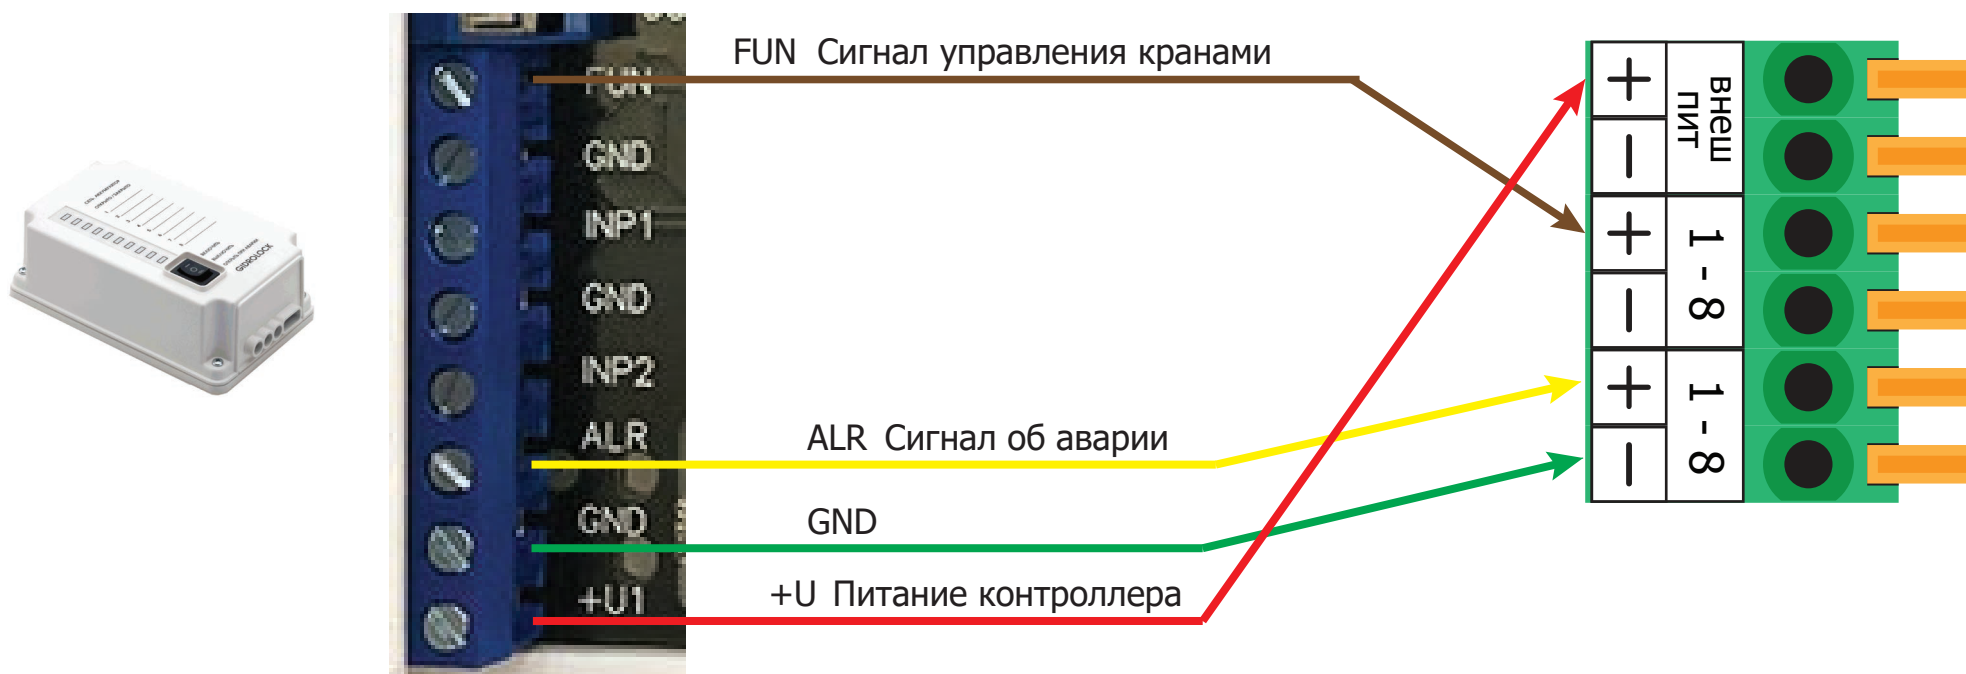 GIDROLOCK
FUN
GND
INP1
GND
INP2
ALR
GND
+U1
FUN Сигнал управления кранами
ALR Сигнал об аварии
GND
+U Питание контроллера
+
−
+
−
+
−
внеш
пит
1 - 8
1 - 8